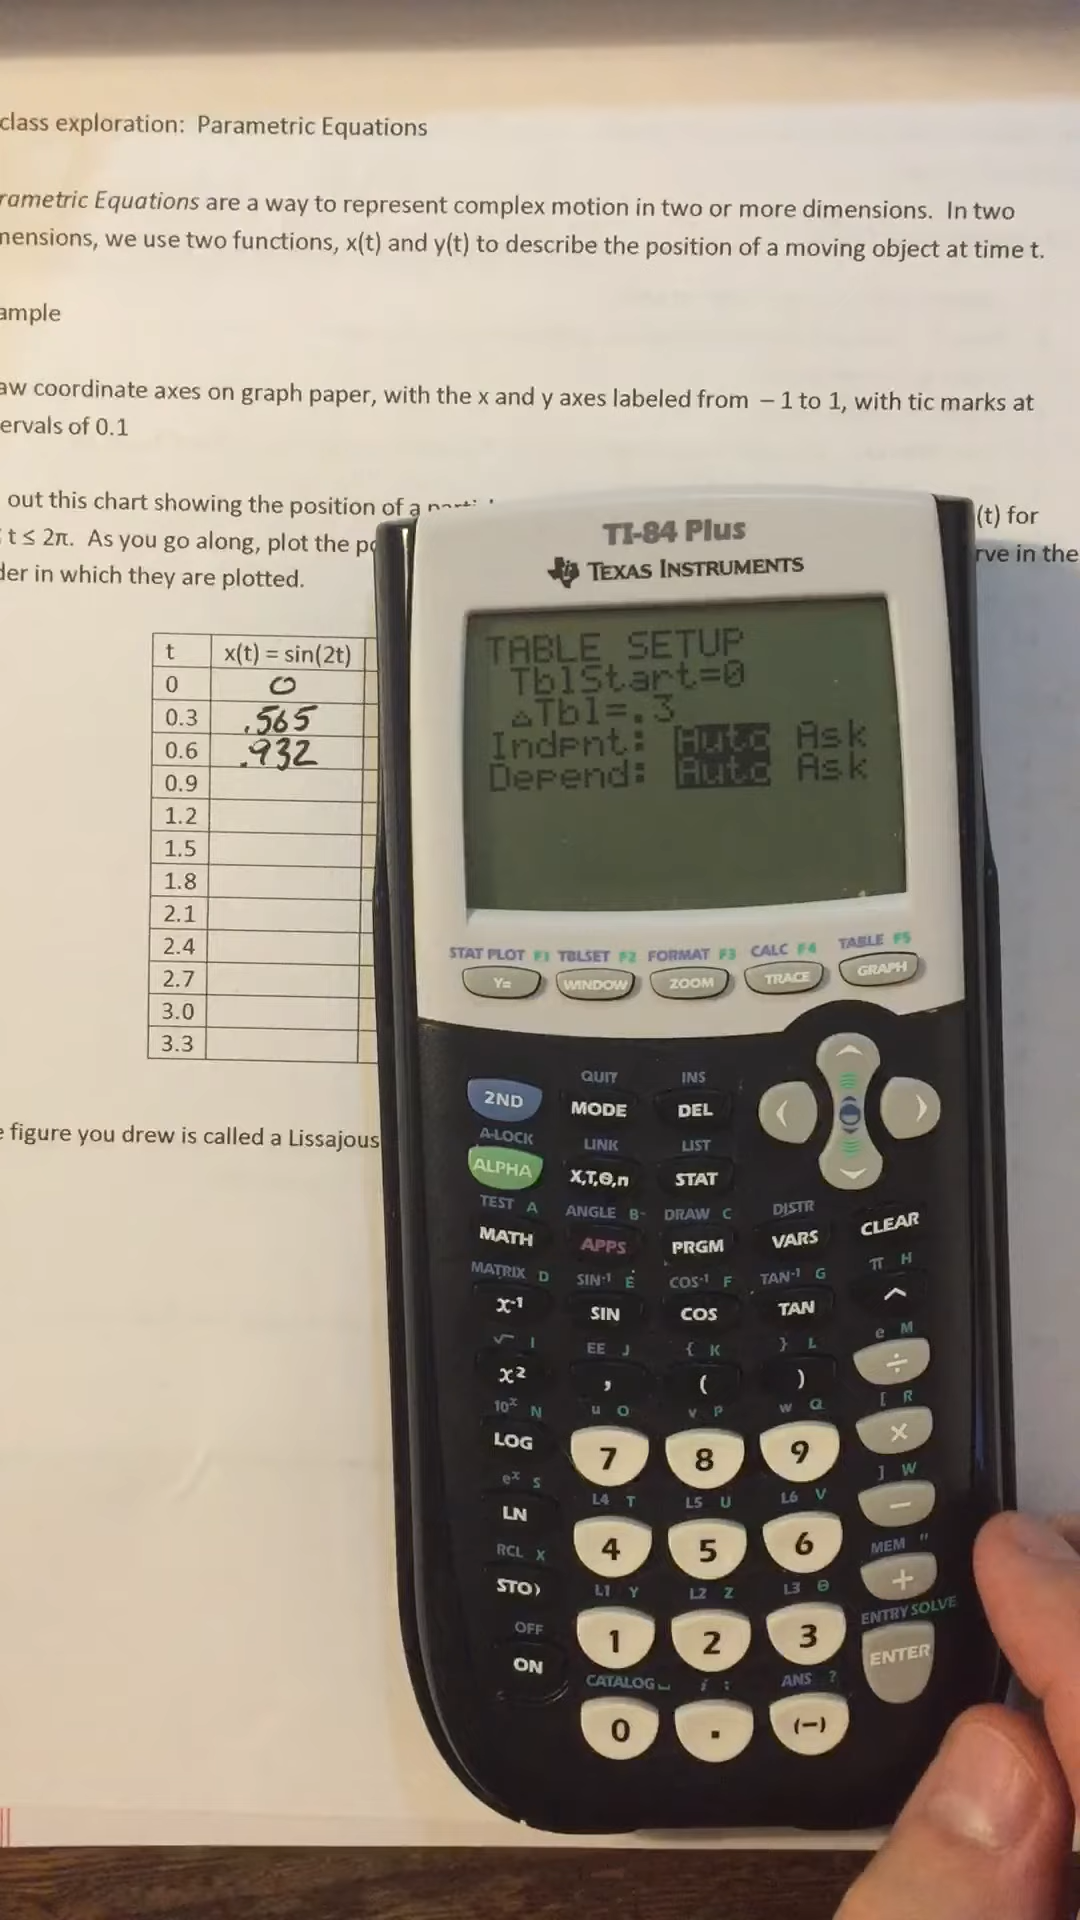 class exploration: Parametric Equations
rametric Equations are a way to represent complex motion in two or more dimensions. In two
mensions, we use two functions, x(t) and y(t) to describe the position of a moving object at time t.
ample
aw coordinate axes on graph paper, with the x and y axes labeled from – 1 to 1, with tic marks at
ervals of 0.1
out this chart showing the position of a (t) for
t ≤ 2π. As you go along, plot the po rve in the
der in which they are plotted.
t x(t) = sin(2t)
0 0
0.3 .565
0.6 .932
0.9
1.2
1.5
1.8
2.1
2.4
2.7
3.0
3.3
e figure you drew is called a Lissajous
TI-84 Plus
TEXAS INSTRUMENTS
TABLE SETUP
TblStart=0
△Tbl=.3
Indpnt: Auto Ask
Depend: Auto Ask
STAT PLOT F1 TBLSET F2 FORMAT F3 CALC F4 TABLE F5
Y= WINDOW ZOOM TRACE GRAPH
QUIT INS
2ND MODE DEL
A-LOCK LINK LIST
ALPHA X,T,Θ,n STAT
TEST A ANGLE B DRAW C DISTR
MATH APPS PRGM VARS CLEAR
MATRIX D SIN-1 E COS-1 F TAN-1 G π H
x-1 SIN COS TAN ^
√ I EE J { K } L e M
x2 , ( ) ÷
10x N u O v P w Q [ R
LOG 7 8 9 ×
ex S L4 T L5 U L6 V ] W
LN 4 5 6 −
RCL X L1 Y L2 Z L3 Θ MEM "
STO› 1 2 3 +
OFF CATALOG i : ANS ? ENTRY SOLVE
ON 0 . (−) ENTER